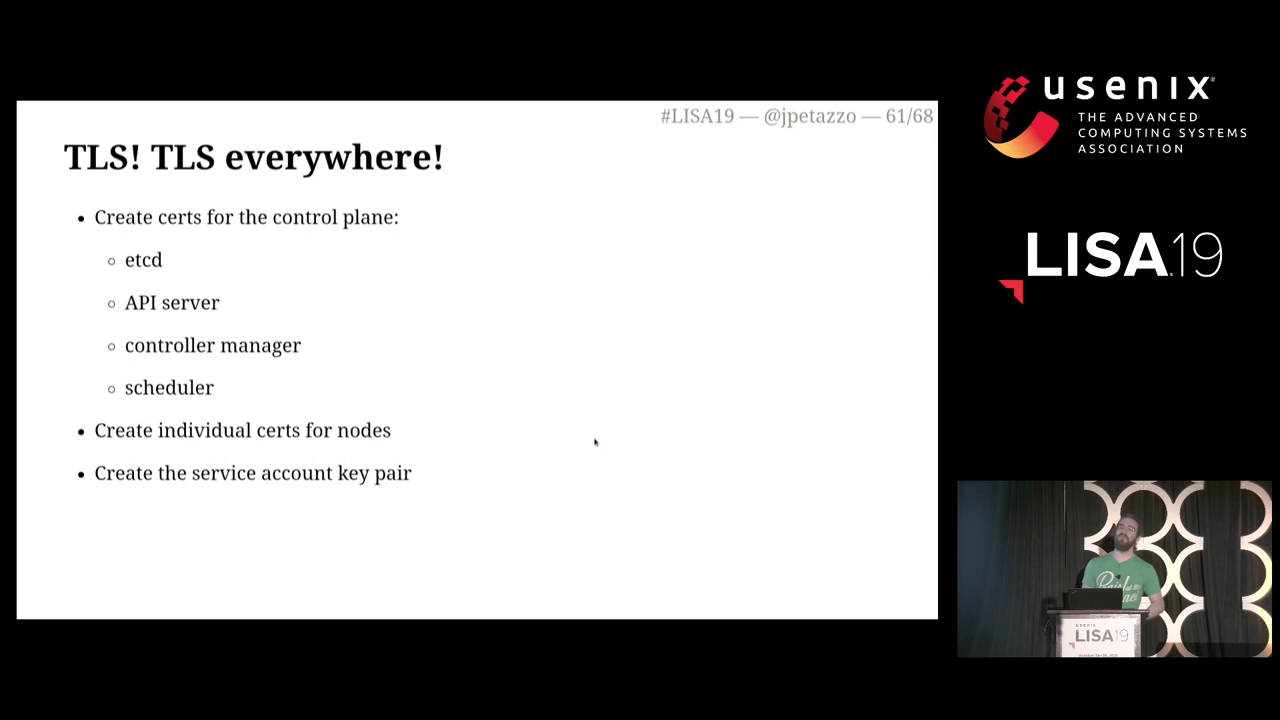 #LISA19 — @jpetazzo — 61/68
TLS! TLS everywhere!
Create certs for the control plane:
etcd
API server
controller manager
scheduler
Create individual certs for nodes
Create the service account key pair
usenix
THE ADVANCED
COMPUTING SYSTEMS
ASSOCIATION
LISA19
usenix
LISA19